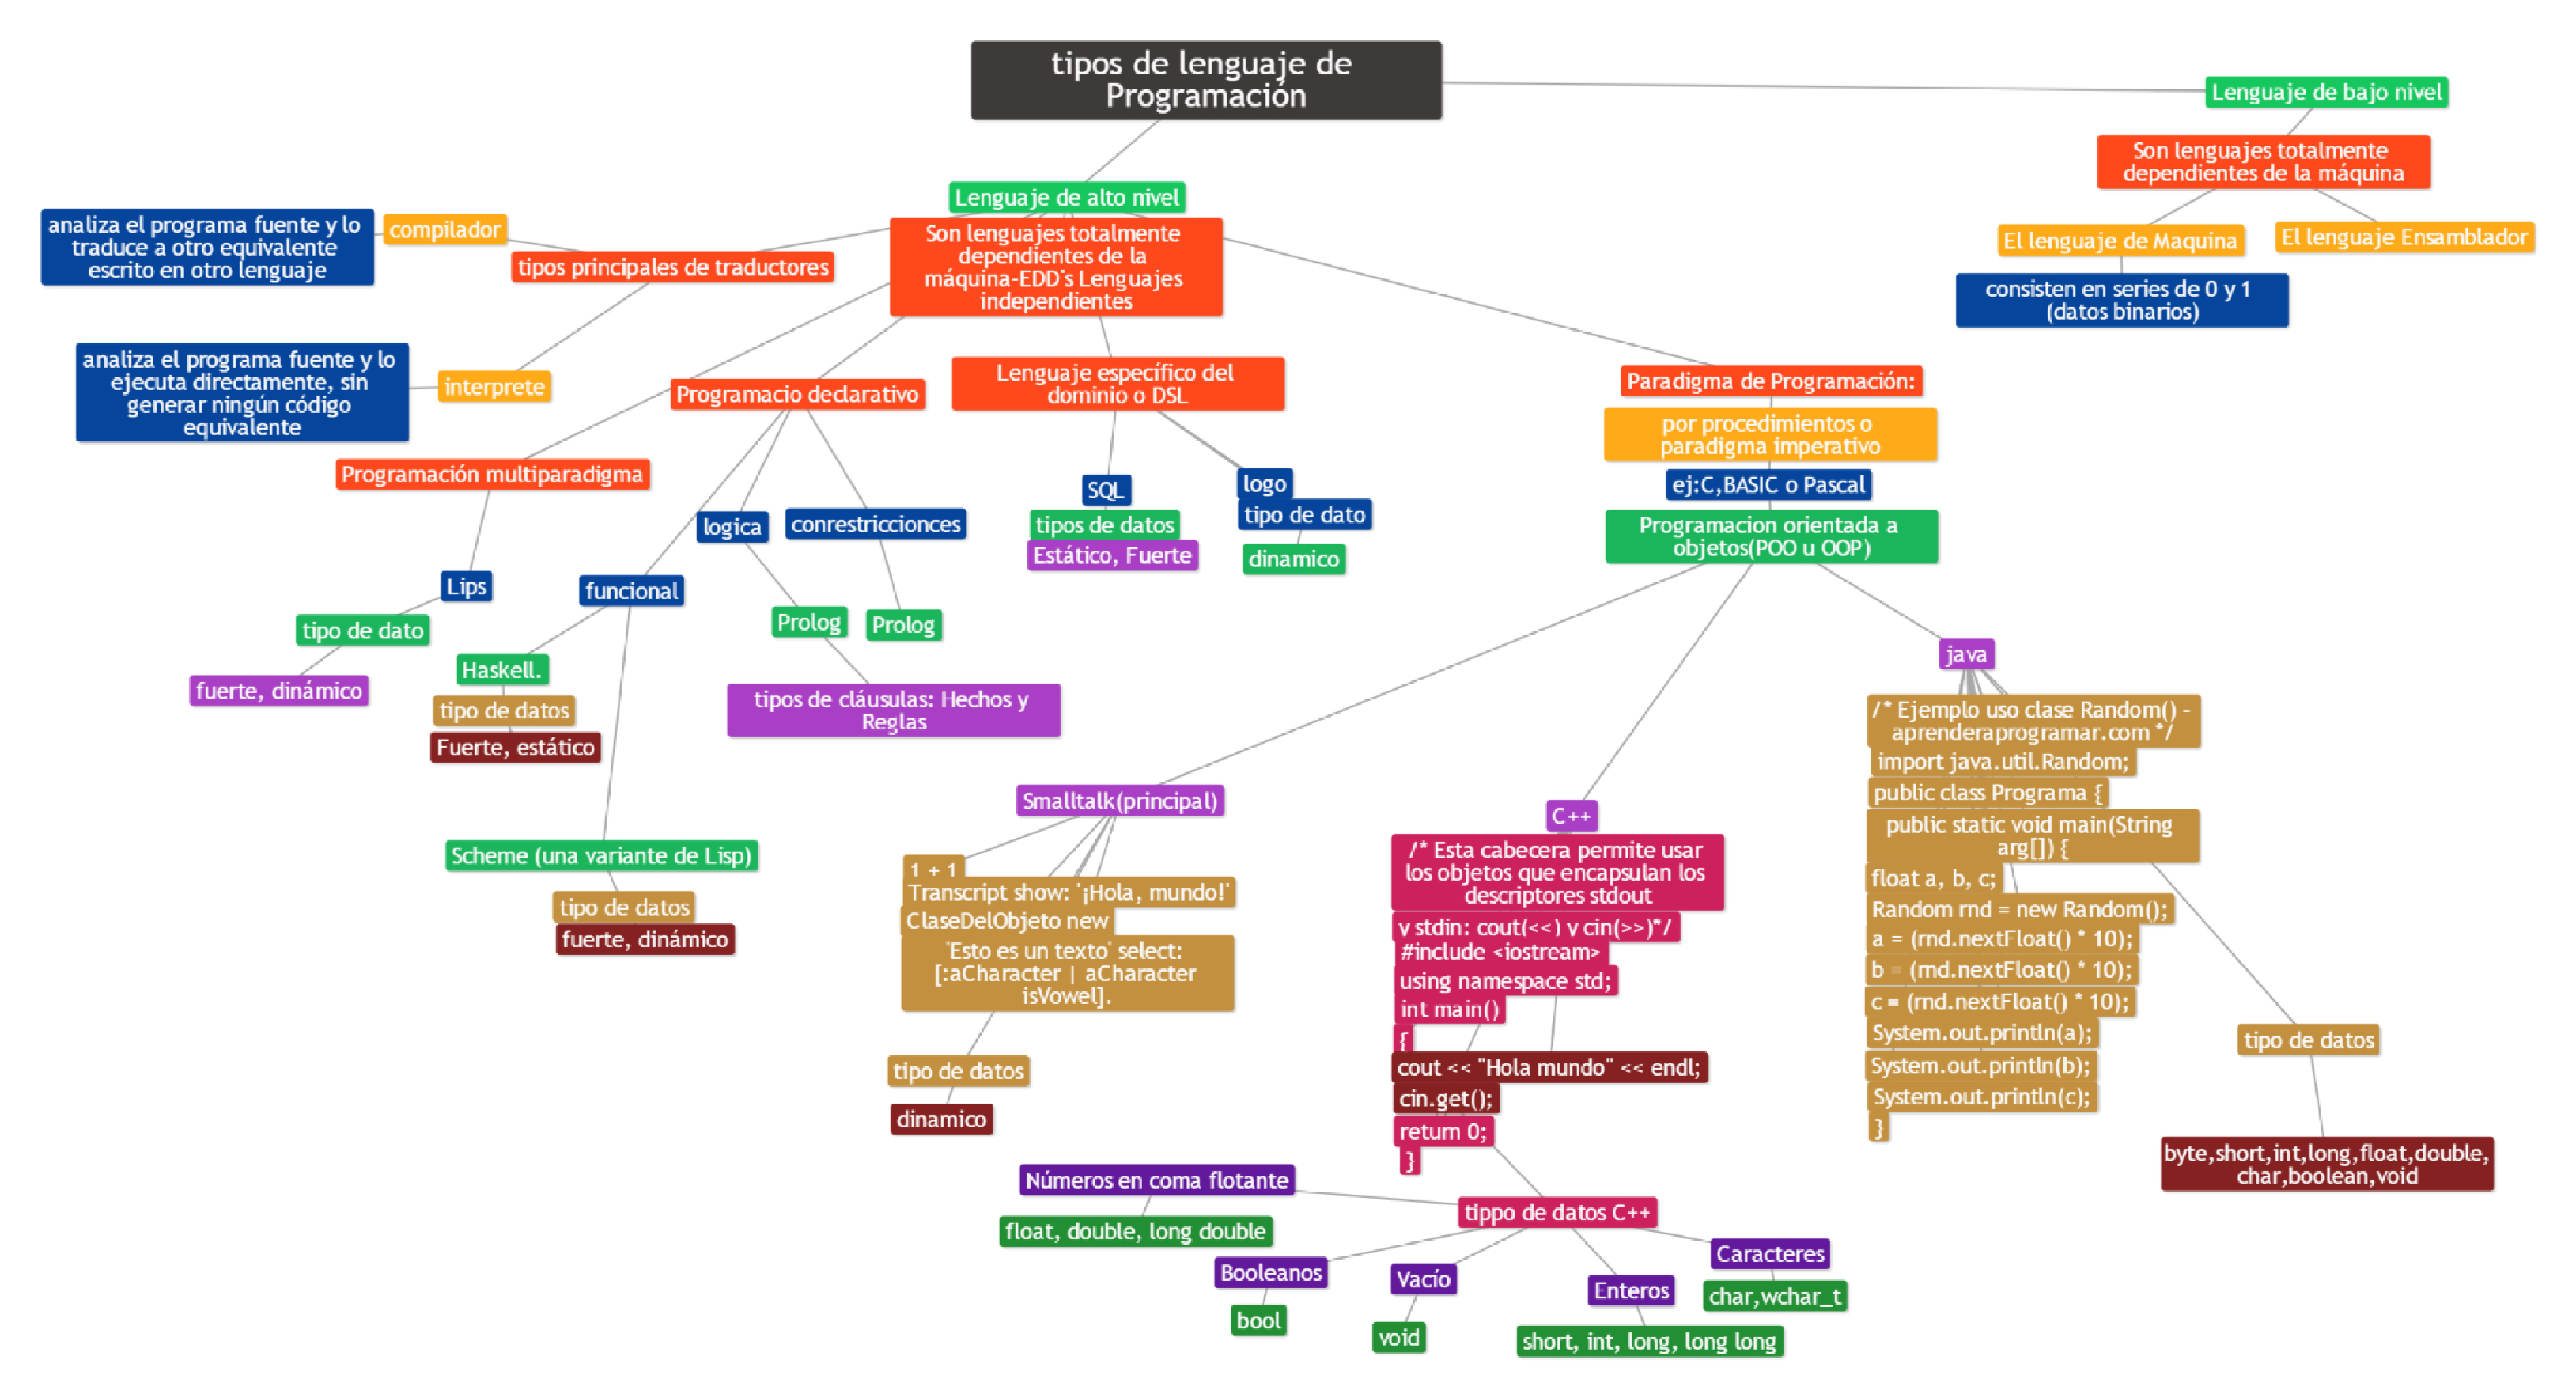 tipos de lenguaje de
Programación
Lenguaje de bajo nivel
Son lenguajes totalmente
dependientes de la máquina
El lenguaje de Maquina
El lenguaje Ensamblador
consisten en series de 0 y 1
(datos binarios)
Lenguaje de alto nivel
Son lenguajes totalmente
dependientes de la
máquina-EDD's Lenguajes
independientes
tipos principales de traductores
compilador
analiza el programa fuente y lo
traduce a otro equivalente
escrito en otro lenguaje
interprete
analiza el programa fuente y lo
ejecuta directamente, sin
generar ningún código
equivalente
Programación multiparadigma
Lips
tipo de dato
fuerte, dinámico
Programacio declarativo
funcional
Haskell.
tipo de datos
Fuerte, estático
Scheme (una variante de Lisp)
tipo de datos
fuerte, dinámico
logica
Prolog
tipos de cláusulas: Hechos y
Reglas
conrestriccionces
Prolog
Lenguaje específico del
dominio o DSL
SQL
tipos de datos
Estático, Fuerte
logo
tipo de dato
dinamico
Paradigma de Programación:
por procedimientos o
paradigma imperativo
ej:C,BASIC o Pascal
Programacion orientada a
objetos(POO u OOP)
Smalltalk(principal)
1 + 1
Transcript show: '¡Hola, mundo!'
ClaseDelObjeto new
'Esto es un texto' select:
[:aCharacter | aCharacter
isVowel].
tipo de datos
dinamico
C++
/* Esta cabecera permite usar
los objetos que encapsulan los
descriptores stdout
y stdin: cout(<<) y cin(>>)*/
#include <iostream>
using namespace std;
int main()
{
cout << "Hola mundo" << endl;
cin.get();
return 0;
}
tippo de datos C++
Números en coma flotante
float, double, long double
Booleanos
bool
Vacío
void
Enteros
short, int, long, long long
Caracteres
char,wchar_t
java
/* Ejemplo uso clase Random() -
aprenderaprogramar.com */
import java.util.Random;
public class Programa {
public static void main(String
arg[]) {
float a, b, c;
Random rnd = new Random();
a = (rnd.nextFloat() * 10);
b = (rnd.nextFloat() * 10);
c = (rnd.nextFloat() * 10);
System.out.println(a);
System.out.println(b);
System.out.println(c);
}
tipo de datos
byte,short,int,long,float,double,
char,boolean,void